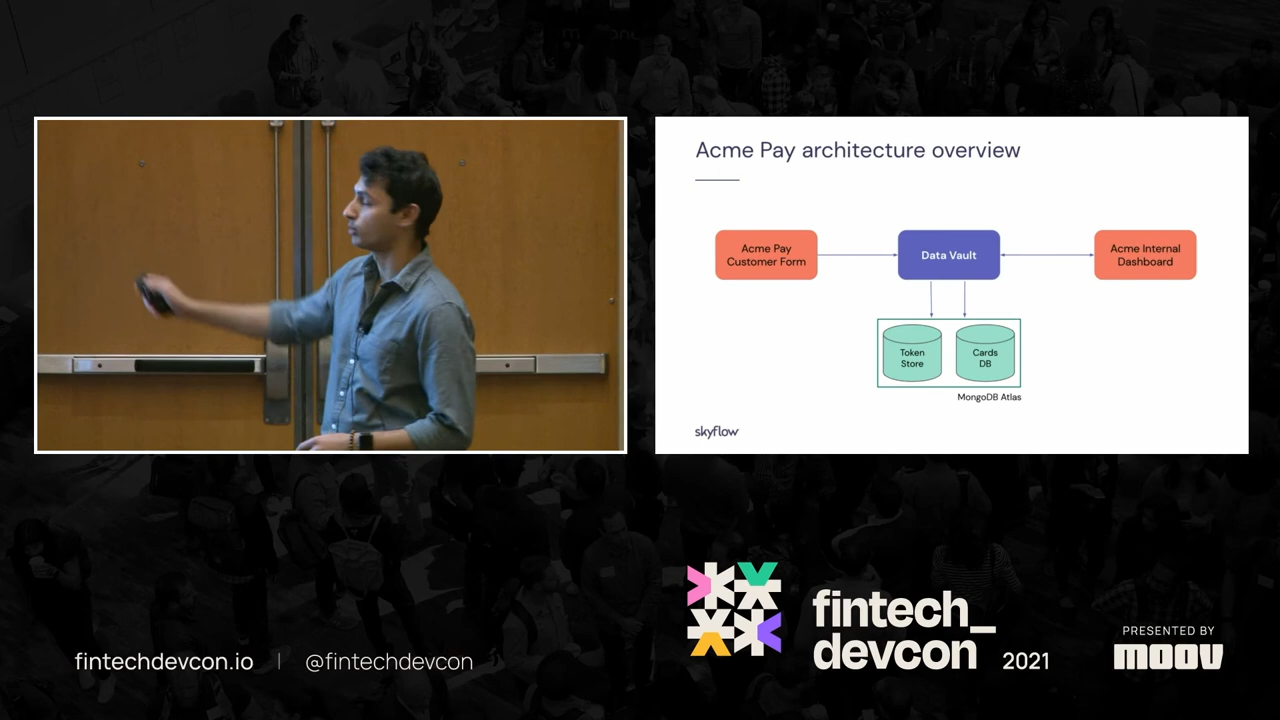 Acme Pay architecture overview
Acme Pay
Customer Form
Data Vault
Acme Internal
Dashboard
Token
Store
Cards
DB
MongoDB Atlas
skyflow
fintechdevcon.io | @fintechdevcon
fintech_
devcon 2021
PRESENTED BY
moov